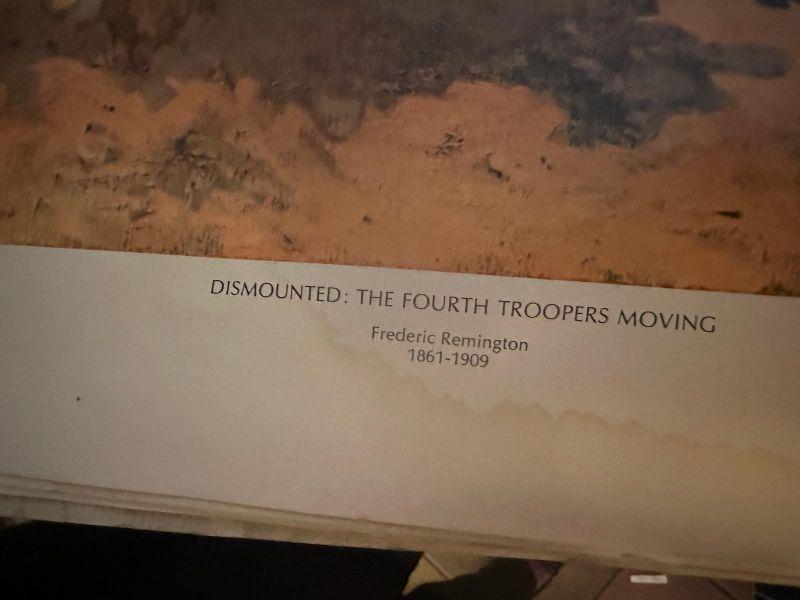 DISMOUNTED: THE FOURTH TROOPERS MOVING
Frederic Remington
1861-1909